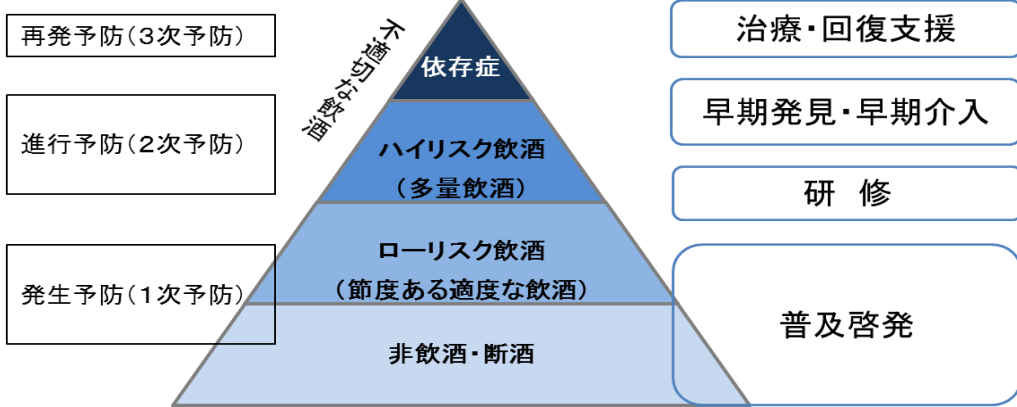 再発予防(3次予防)
進行予防(2次予防)
発生予防(1次予防)
不適切な飲酒
依存症
ハイリスク飲酒
(多量飲酒)
ローリスク飲酒
(節度ある適度な飲酒)
非飲酒・断酒
治療・回復支援
早期発見・早期介入
研 修
普及啓発